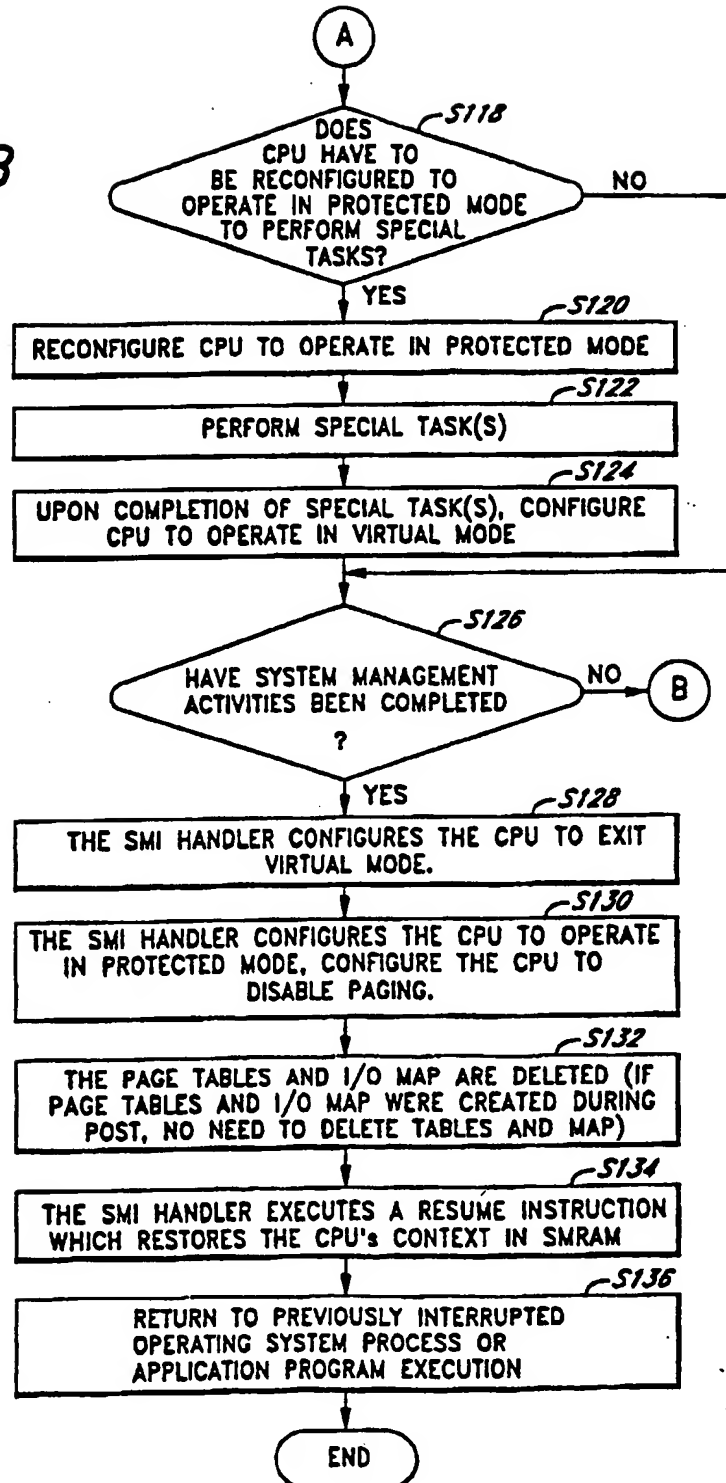 A
S118
DOES
CPU HAVE TO
BE RECONFIGURED TO
OPERATE IN PROTECTED MODE
TO PERFORM SPECIAL
TASKS?
NO
YES
S120
RECONFIGURE CPU TO OPERATE IN PROTECTED MODE
S122
PERFORM SPECIAL TASK(S)
S124
UPON COMPLETION OF SPECIAL TASK(S), CONFIGURE
CPU TO OPERATE IN VIRTUAL MODE
S126
HAVE SYSTEM MANAGEMENT
ACTIVITIES BEEN COMPLETED
?
NO
B
YES
S128
THE SMI HANDLER CONFIGURES THE CPU TO EXIT
VIRTUAL MODE.
S130
THE SMI HANDLER CONFIGURES THE CPU TO OPERATE
IN PROTECTED MODE, CONFIGURE THE CPU TO
DISABLE PAGING.
S132
THE PAGE TABLES AND I/O MAP ARE DELETED (IF
PAGE TABLES AND I/O MAP WERE CREATED DURING
POST, NO NEED TO DELETE TABLES AND MAP)
S134
THE SMI HANDLER EXECUTES A RESUME INSTRUCTION
WHICH RESTORES THE CPU's CONTEXT IN SMRAM
S136
RETURN TO PREVIOUSLY INTERRUPTED
OPERATING SYSTEM PROCESS OR
APPLICATION PROGRAM EXECUTION
END